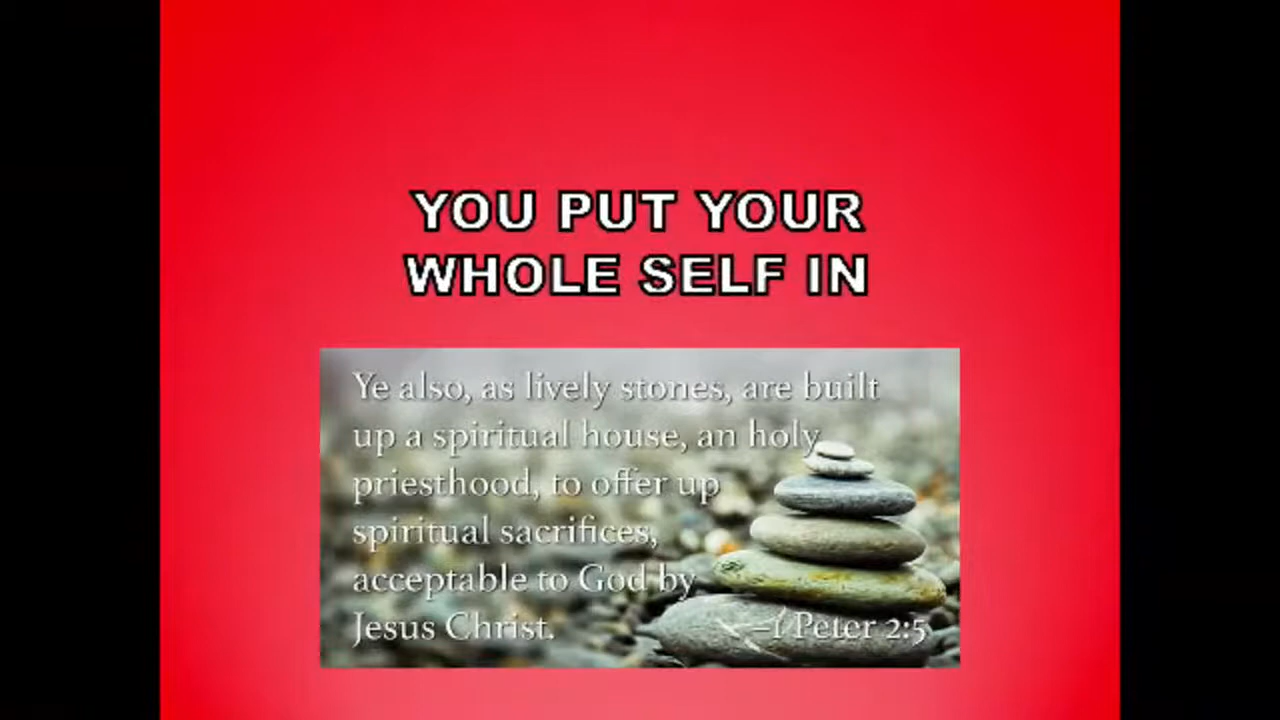 YOU PUT YOUR
WHOLE SELF IN
Ye also, as lively stones, are built
up a spiritual house, an holy
priesthood, to offer up
spiritual sacrifices,
acceptable to God by
Jesus Christ.
–1 Peter 2:5